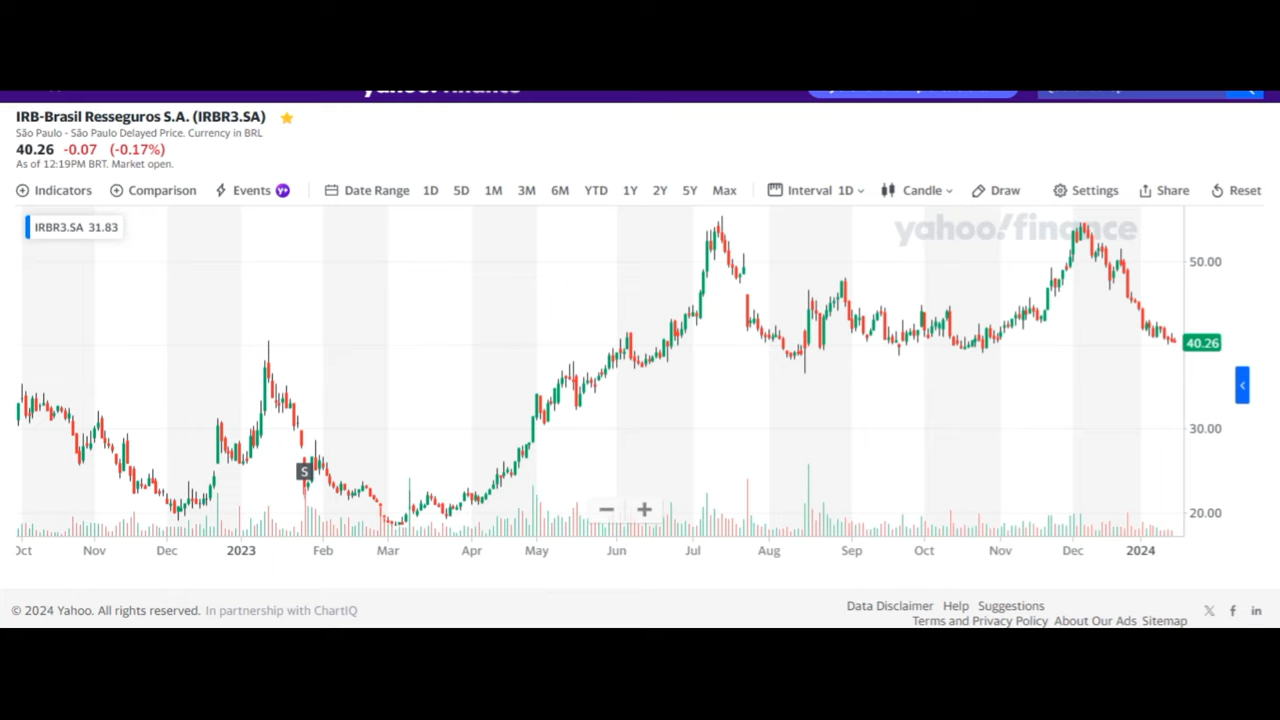 yahoo!finance
IRB-Brasil Resseguros S.A. (IRBR3.SA)
São Paulo - São Paulo Delayed Price. Currency in BRL
40.26 -0.07 (-0.17%)
As of 12:19PM BRT. Market open.
Indicators Comparison Events Y+ Date Range 1D 5D 1M 3M 6M YTD 1Y 2Y 5Y Max Interval 1D Candle Draw Settings Share Reset
IRBR3.SA 31.83
yahoo!finance
50.00
40.26
30.00
S
20.00
Oct Nov Dec 2023 Feb Mar Apr May Jun Jul Aug Sep Oct Nov Dec 2024
© 2024 Yahoo. All rights reserved. In partnership with ChartIQ
Data Disclaimer Help Suggestions
Terms and Privacy Policy About Our Ads Sitemap